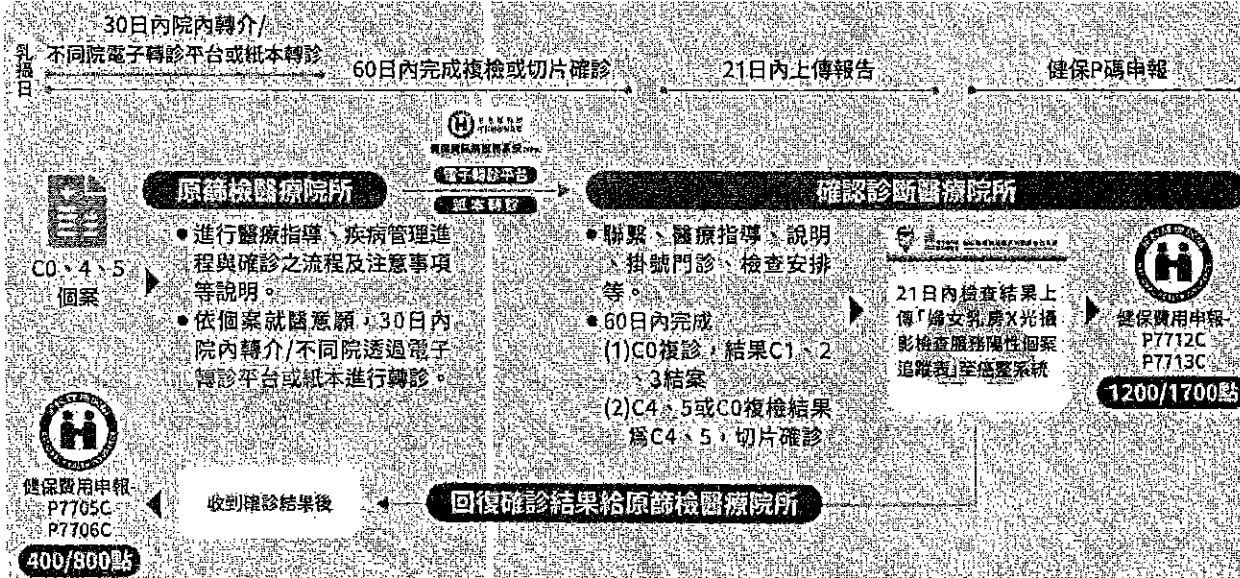 30日內院內轉介/
不同院電子轉診平台或紙本轉診
乳攝日
60日內完成複檢或切片確診
21日內上傳報告
健保P碼申報
電子轉診平台
紙本轉診
原篩檢醫療院所
確認診斷醫療院所
C0、4、5
個案
●進行醫療指導、疾病管理進
程與確診之流程及注意事項
等說明。
●依個案就醫意願,30日內
院內轉介/不同院透過電子
轉診平台或紙本進行轉診。
●聯繫、醫療指導、說明
、掛號門診、檢查安排
等。
●60日內完成
(1)C0複診,結果C1、2
、3結案
(2)C4、5或C0複檢結果
為C4、5,切片確診
21日內檢查結果上
傳「婦女乳房X光攝
影檢查服務陽性個案
追蹤表」至癌整系統
健保費用申報-
P7712C
P7713C
1200/1700點
健保費用申報-
P7705C
P7706C
400/800點
收到確診結果後
回復確診結果給原篩檢醫療院所